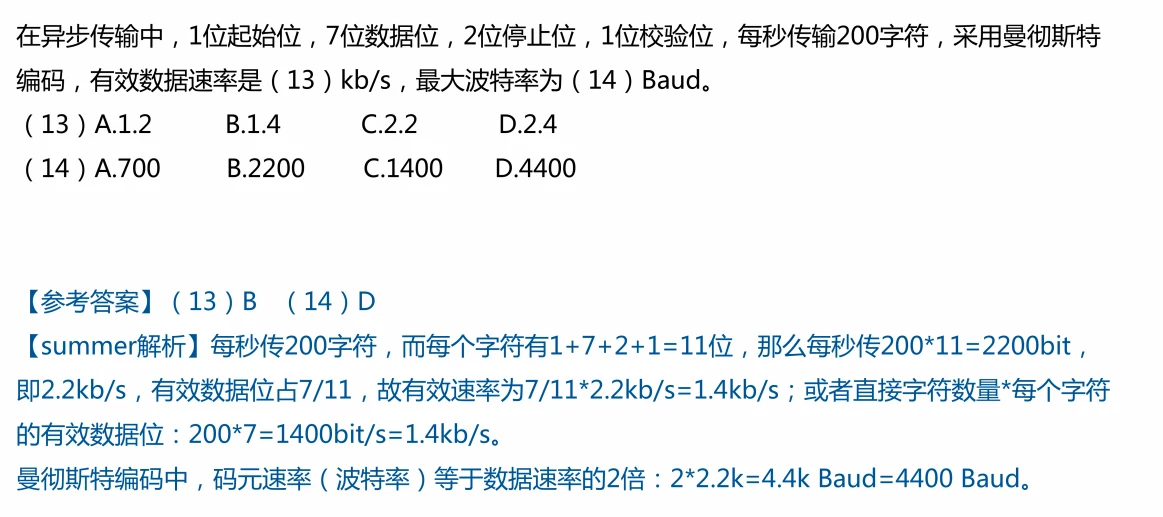 在异步传输中，1位起始位，7位数据位，2位停止位，1位校验位，每秒传输200字符，采用曼彻斯特
编码，有效数据速率是（13）kb/s，最大波特率为（14）Baud。
（13）A.1.2 B.1.4 C.2.2 D.2.4
（14）A.700 B.2200 C.1400 D.4400
【参考答案】（13）B （14）D
【summer解析】每秒传200字符，而每个字符有1+7+2+1=11位，那么每秒传200*11=2200bit，
即2.2kb/s，有效数据位占7/11，故有效速率为7/11*2.2kb/s=1.4kb/s；或者直接字符数量*每个字符
的有效数据位：200*7=1400bit/s=1.4kb/s。
曼彻斯特编码中，码元速率（波特率）等于数据速率的2倍：2*2.2k=4.4k Baud=4400 Baud。